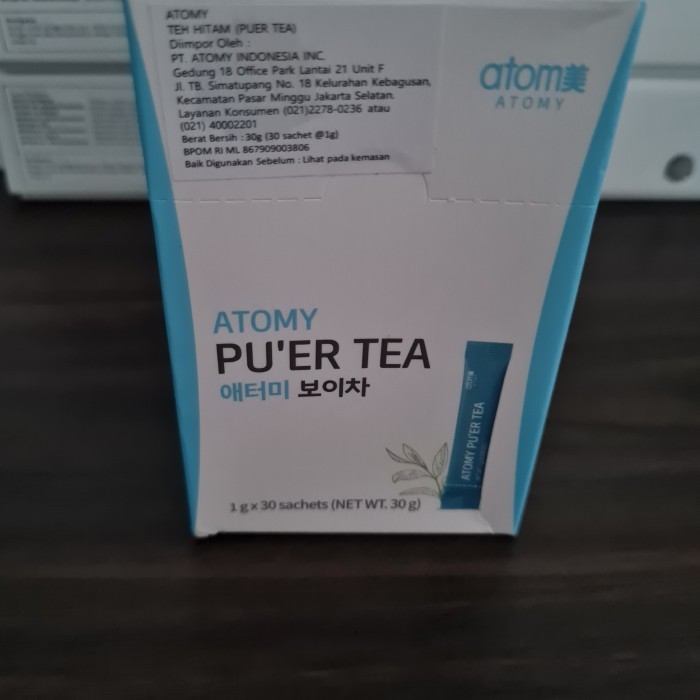 ATOMY
TEH HITAM (PUER TEA)
Diimpor Oleh :
PT. ATOMY INDONESIA INC.
Gedung 18 Office Park Lantai 21 Unit F
Jl. TB. Simatupang No. 18 Kelurahan Kebagusan,
Kecamatan Pasar Minggu Jakarta Selatan.
Layanan Konsumen (021)2278-0236 atau
(021) 40002201
Berat Bersih :30g (30 sachet @1g)
BPOM RI ML 867909003806
Baik Digunakan Sebelum : Lihat pada kemasan
atom美
ATOMY
ATOMY
PU'ER TEA
애터미 보이차
ATOMY PU'ER TEA
1 g x 30 sachets (NET WT. 30 g)